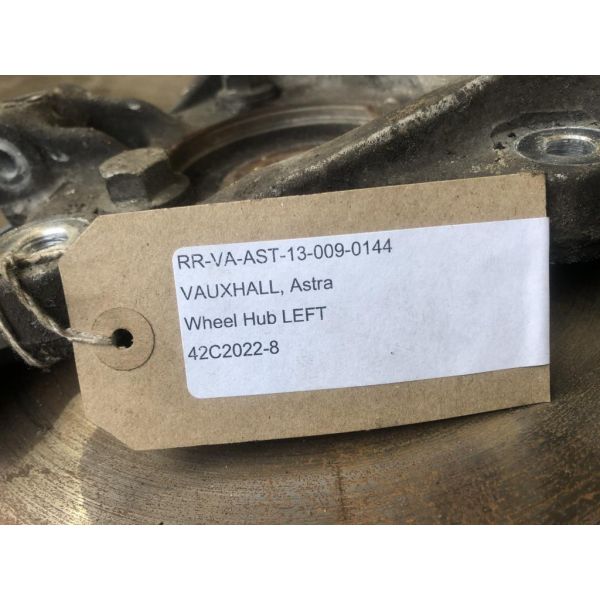 RR-VA-AST-13-009-0144
VAUXHALL, Astra
Wheel Hub LEFT
42C2022-8